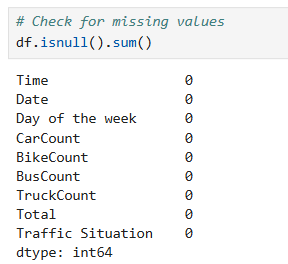 # Check for missing values
df.isnull().sum()
Time 0
Date 0
Day of the week 0
CarCount 0
BikeCount 0
BusCount 0
TruckCount 0
Total 0
Traffic Situation 0
dtype: int64